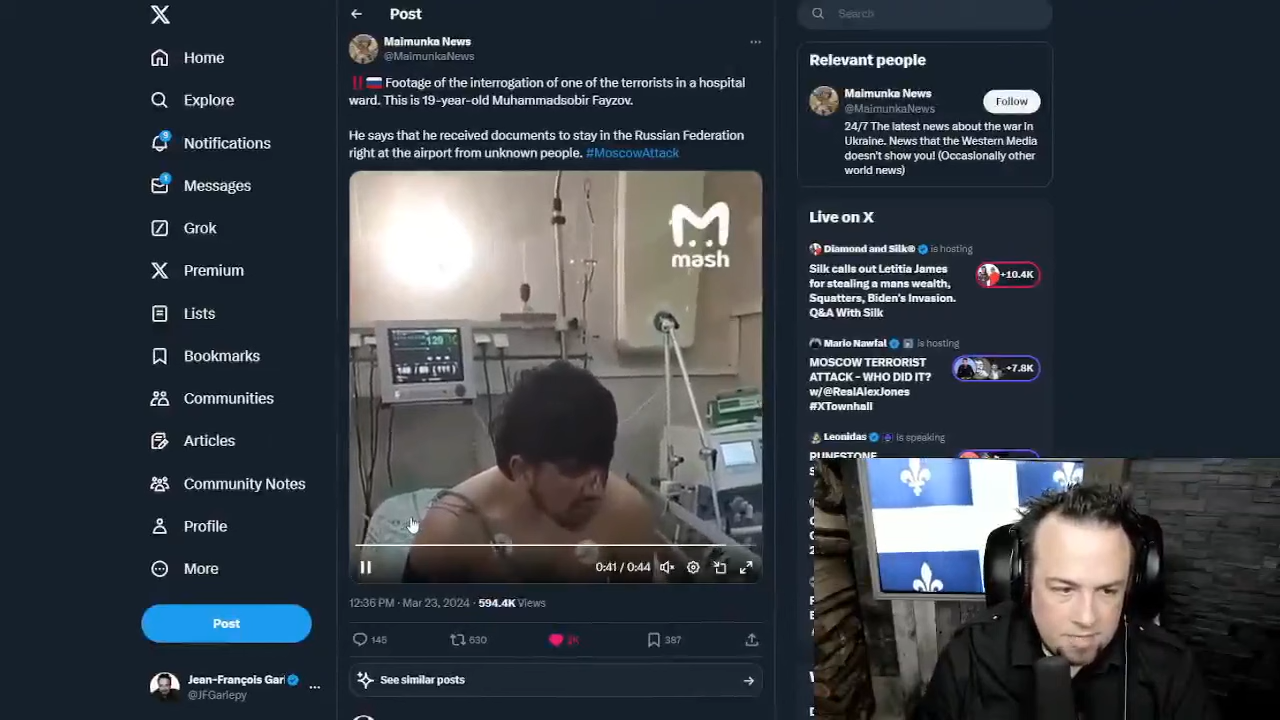 Post
Search
Home
Explore
9
Notifications
1
Messages
Grok
Premium
Lists
Bookmarks
Communities
Articles
Community Notes
Profile
More
Post
Jean-François Gari
@JFGariepy
Maimunka News
@MaimunkaNews
‼️🇷🇺 Footage of the interrogation of one of the terrorists in a hospital
ward. This is 19-year-old Muhammadsobir Fayzov.
He says that he received documents to stay in the Russian Federation
right at the airport from unknown people. #MoscowAttack
mash
129
0:41 / 0:44
12:36 PM · Mar 23, 2024 · 594.4K Views
145
630
1K
387
See similar posts
Relevant people
Maimunka News
@MaimunkaNews
Follow
24/7 The latest news about the war in
Ukraine. News that the Western Media
doesn't show you! (Occasionally other
world news)
Live on X
Diamond and Silk® is hosting
Silk calls out Letitia James
for stealing a mans wealth,
Squatters, Biden's Invasion.
Q&A With Silk
+10.4K
Mario Nawfal is hosting
MOSCOW TERRORIST
ATTACK - WHO DID IT?
w/@RealAlexJones
#XTownhall
+7.8K
Leonidas is speaking
RUNESTONE